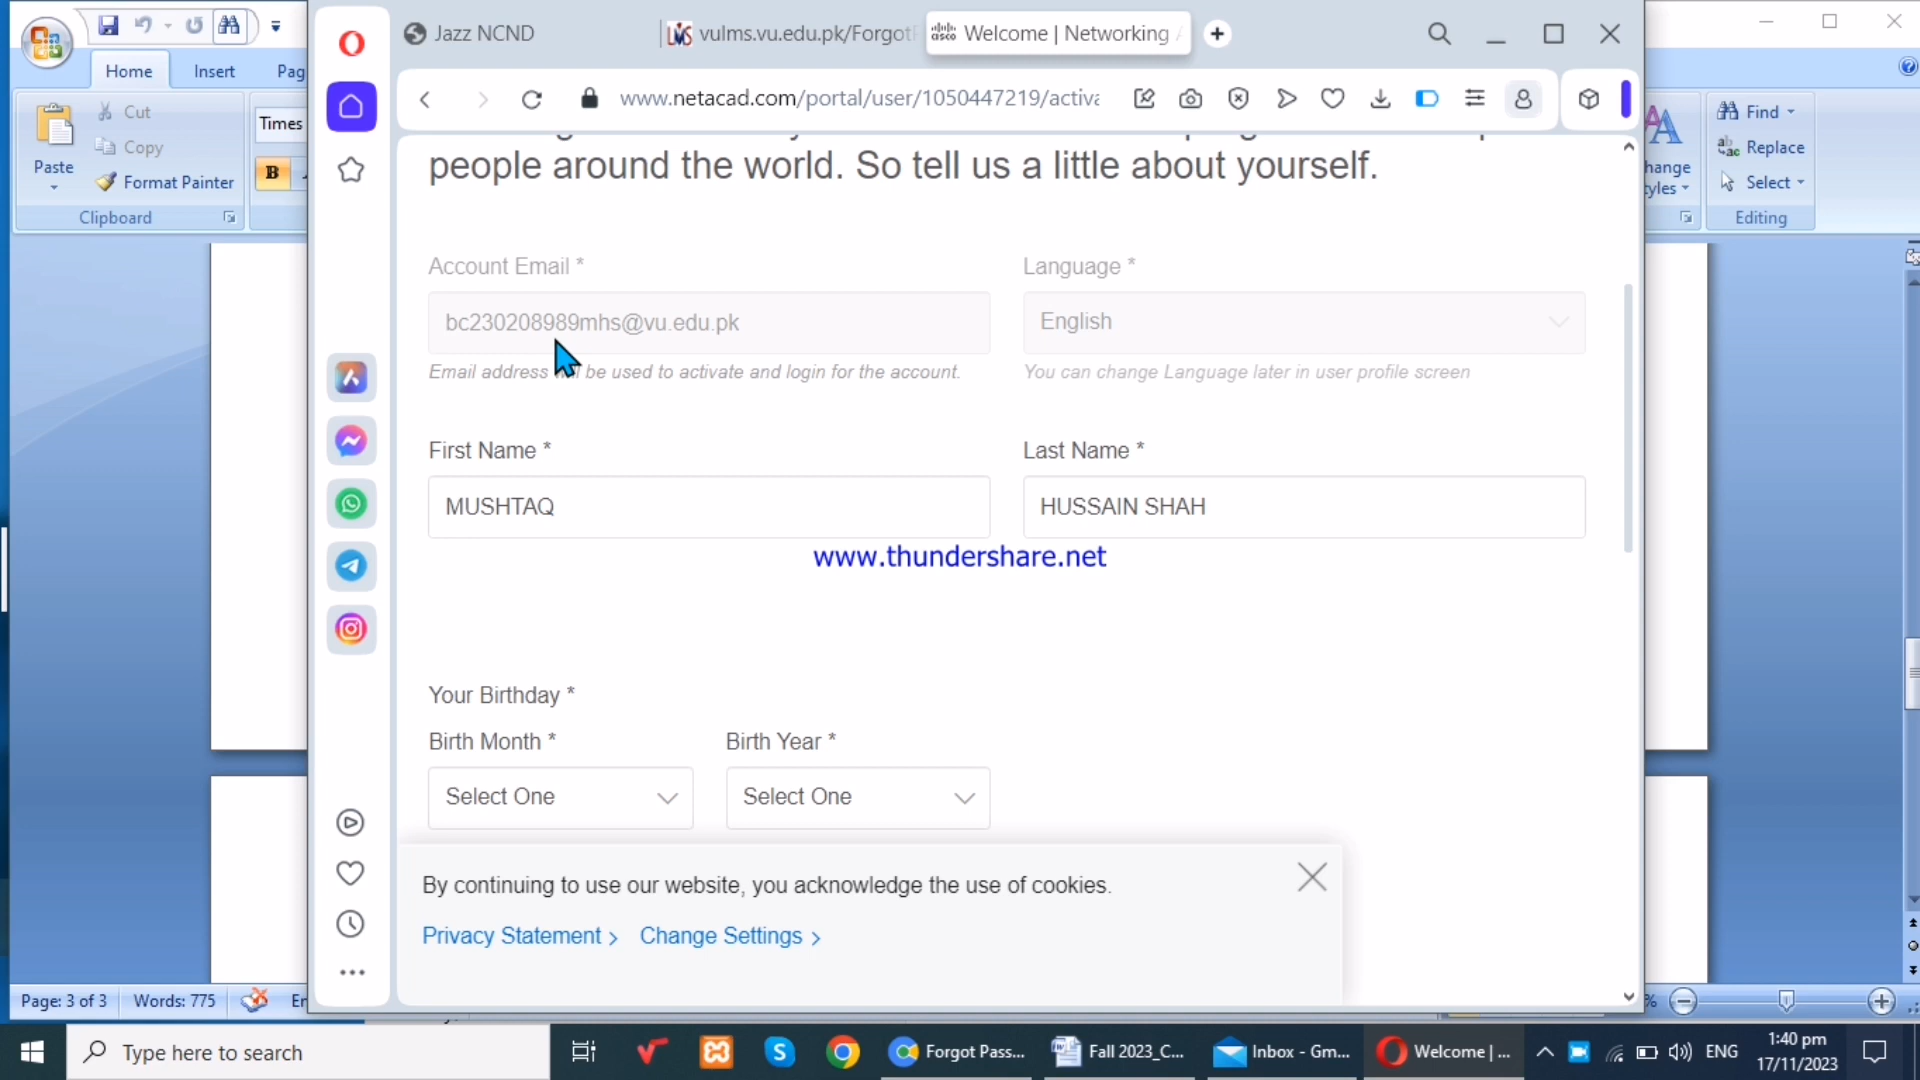 Jazz NCND
vulms.vu.edu.pk/Forgot
Welcome | Networking
Home
Insert
Pag
www.netacad.com/portal/user/1050447219/activa
Cut
Copy
Paste
Format Painter
Clipboard
Times
B
people around the world. So tell us a little about yourself.
Find
Replace
hange
Select
yles
Editing
Account Email *
Language *
bc230208989mhs@vu.edu.pk
English
Email address will be used to activate and login for the account.
You can change Language later in user profile screen
First Name *
Last Name *
MUSHTAQ
HUSSAIN SHAH
www.thundershare.net
Your Birthday *
Birth Month *
Birth Year *
Select One
Select One
By continuing to use our website, you acknowledge the use of cookies.
Privacy Statement
Change Settings
Page: 3 of 3
Words: 775
En
%
Type here to search
Forgot Pass...
Fall 2023_C...
Inbox - Gm...
Welcome | ...
ENG
1:40 pm
17/11/2023